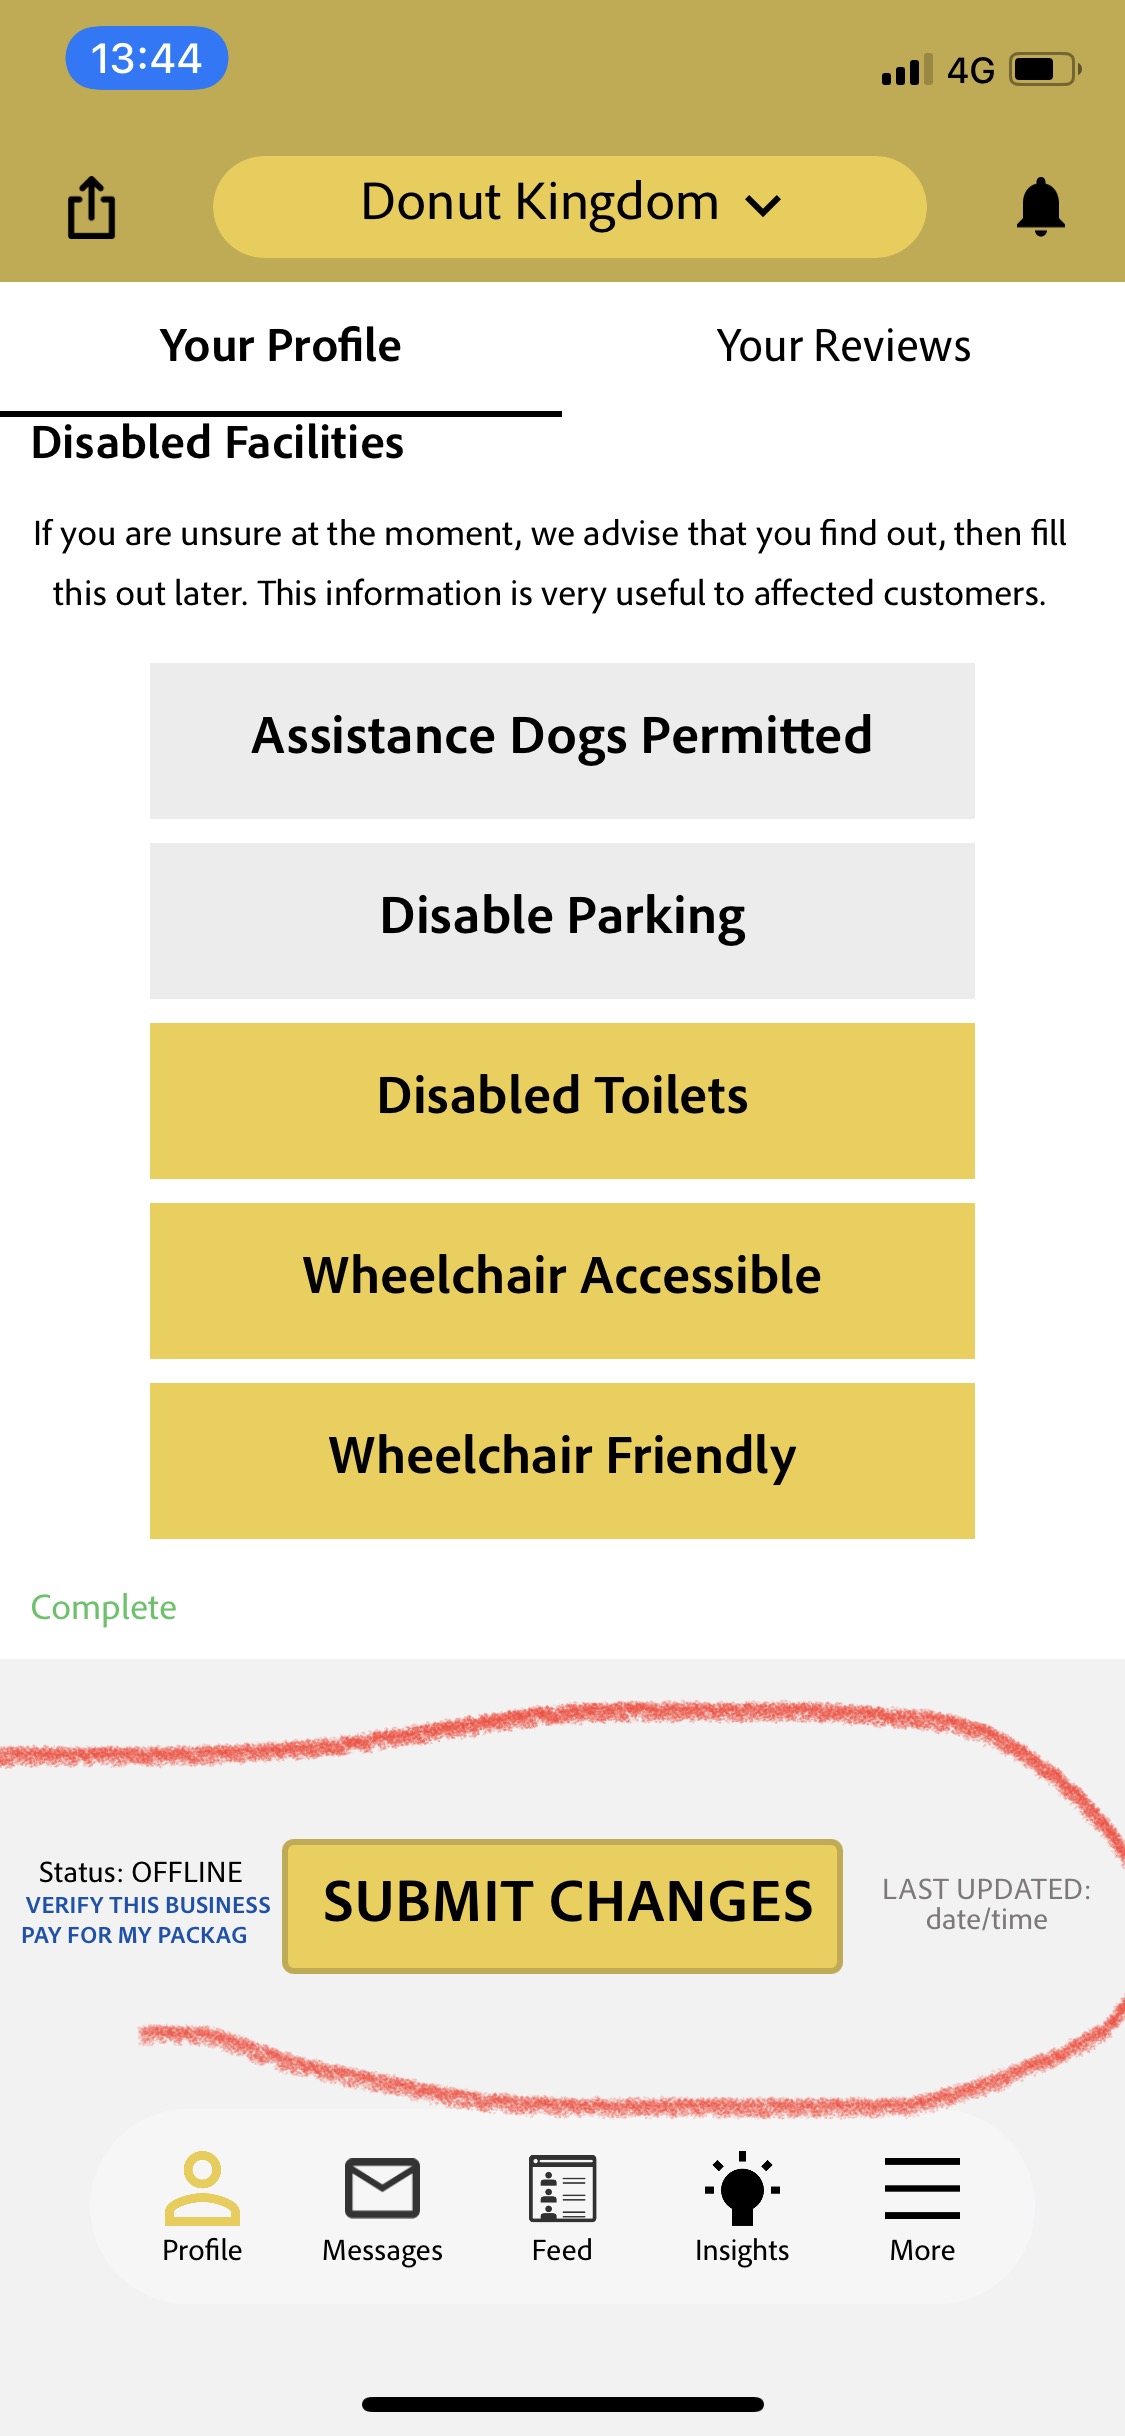 13:44
4G
Donut Kingdom
Your Profile
Your Reviews
Disabled Facilities
If you are unsure at the moment, we advise that you find out, then fill
this out later. This information is very useful to affected customers.
Assistance Dogs Permitted
Disable Parking
Disabled Toilets
Wheelchair Accessible
Wheelchair Friendly
Complete
Status: OFFLINE
VERIFY THIS BUSINESS
PAY FOR MY PACKAG
SUBMIT CHANGES
LAST UPDATED:
date/time
Profile
Messages
Feed
Insights
More